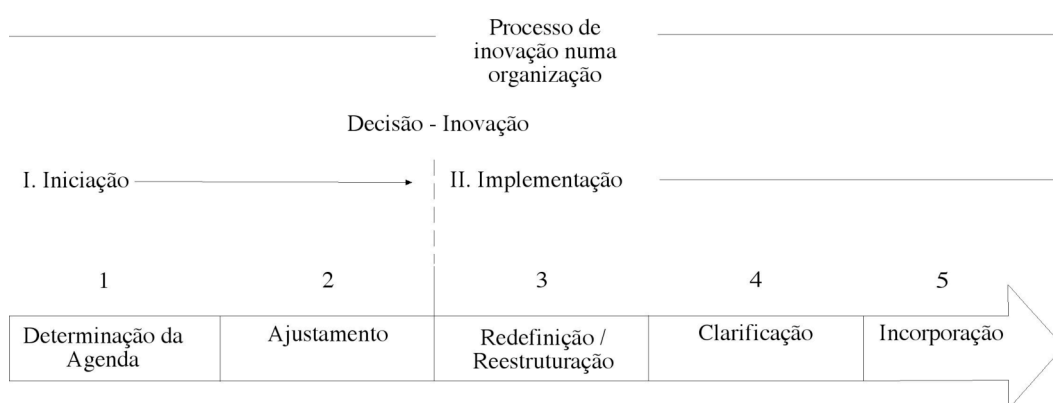 Processo de
inovação numa
organização
Decisão - Inovação
I. Iniciação
II. Implementação
1
2
3
4
5
Determinação da
Agenda
Ajustamento
Redefinição /
Reestruturação
Clarificação
Incorporação